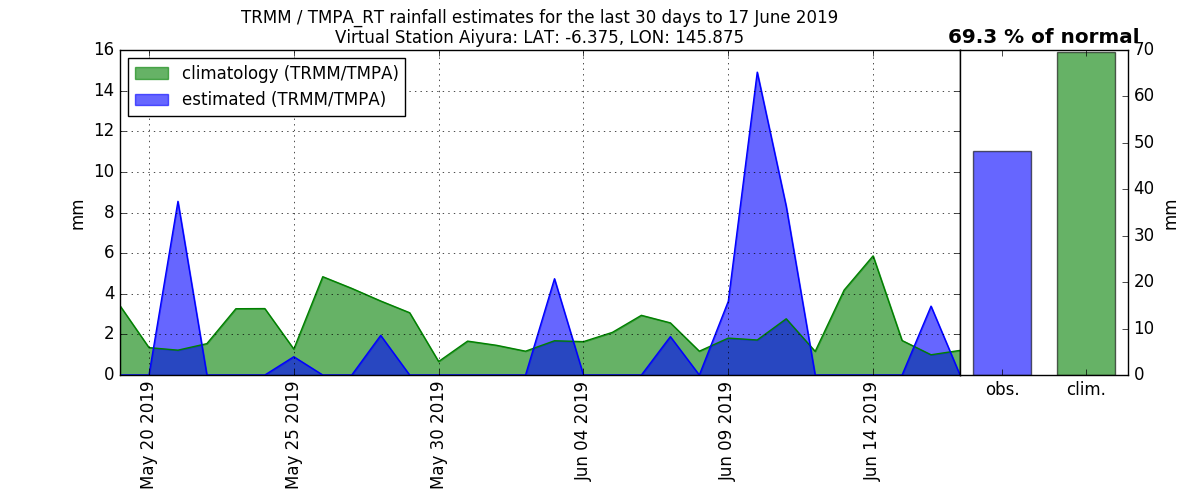 TRMM / TMPA_RT rainfall estimates for the last 30 days to 17 June 2019
Virtual Station Aiyura: LAT: -6.375, LON: 145.875
69.3 % of normal
climatology (TRMM/TMPA)
estimated (TRMM/TMPA)
mm
16
14
12
10
8
6
4
2
0
May 20 2019
May 25 2019
May 30 2019
Jun 04 2019
Jun 09 2019
Jun 14 2019
obs.
clim.
70
60
50
40
30
20
10
0
mm